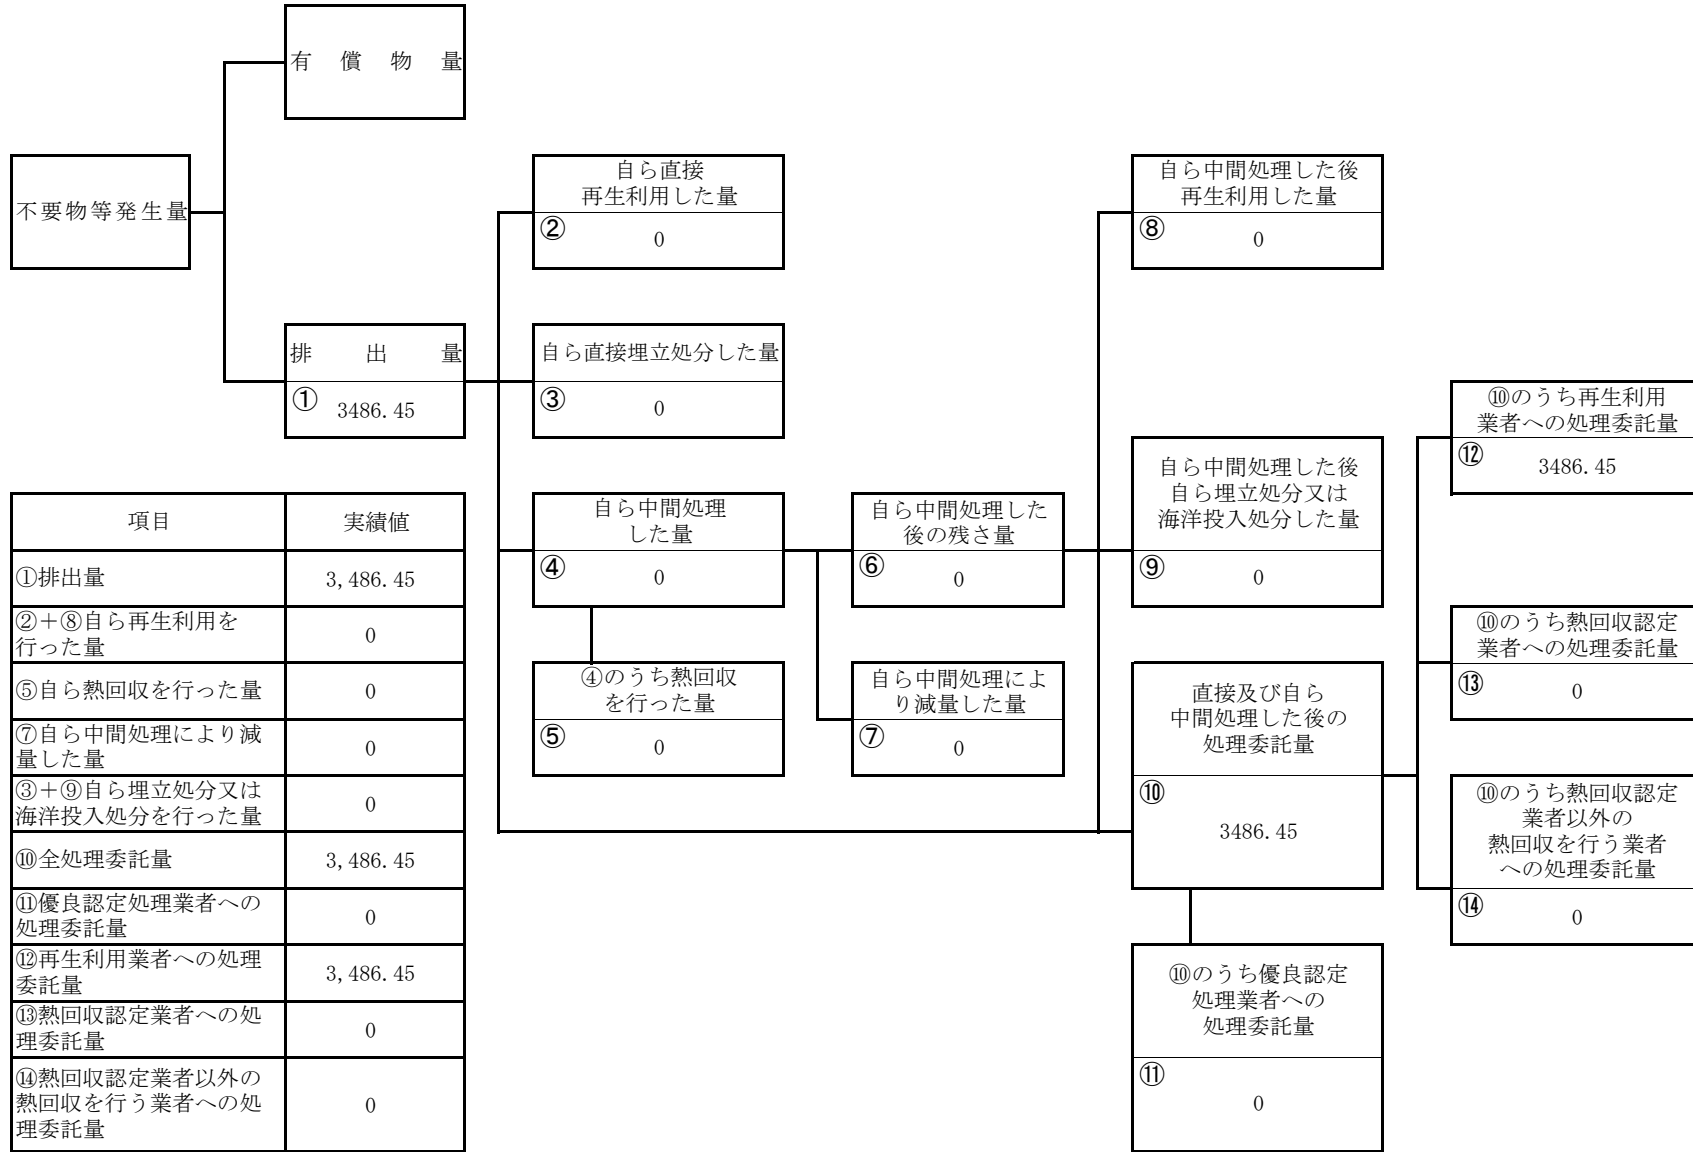 有償物量
不要物等発生量
自ら直接
再生利用した量
②
0
自ら中間処理した後
再生利用した量
⑧
0
排出量
①
3486.45
自ら直接埋立処分した量
③
0
⑩のうち再生利用
業者への処理委託量
⑫
3486.45
自ら中間処理
した量
④
0
自ら中間処理した
後の残さ量
⑥
0
自ら中間処理した後
自ら埋立処分又は
海洋投入処分した量
⑨
0
⑩のうち熱回収認定
業者への処理委託量
⑬
0
④のうち熱回収
を行った量
⑤
0
自ら中間処理によ
り減量した量
⑦
0
直接及び自ら
中間処理した後の
処理委託量
⑩
3486.45
⑩のうち熱回収認定
業者以外の
熱回収を行う業者
への処理委託量
⑭
0
⑩のうち優良認定
処理業者への
処理委託量
⑪
0
項目 実績値
①排出量 3,486.45
②+⑧自ら再生利用を
行った量 0
⑤自ら熱回収を行った量 0
⑦自ら中間処理により減
量した量 0
③+⑨自ら埋立処分又は
海洋投入処分を行った量 0
⑩全処理委託量 3,486.45
⑪優良認定処理業者への
処理委託量 0
⑫再生利用業者への処理
委託量 3,486.45
⑬熱回収認定業者への処
理委託量 0
⑭熱回収認定業者以外の
熱回収を行う業者への処
理委託量 0